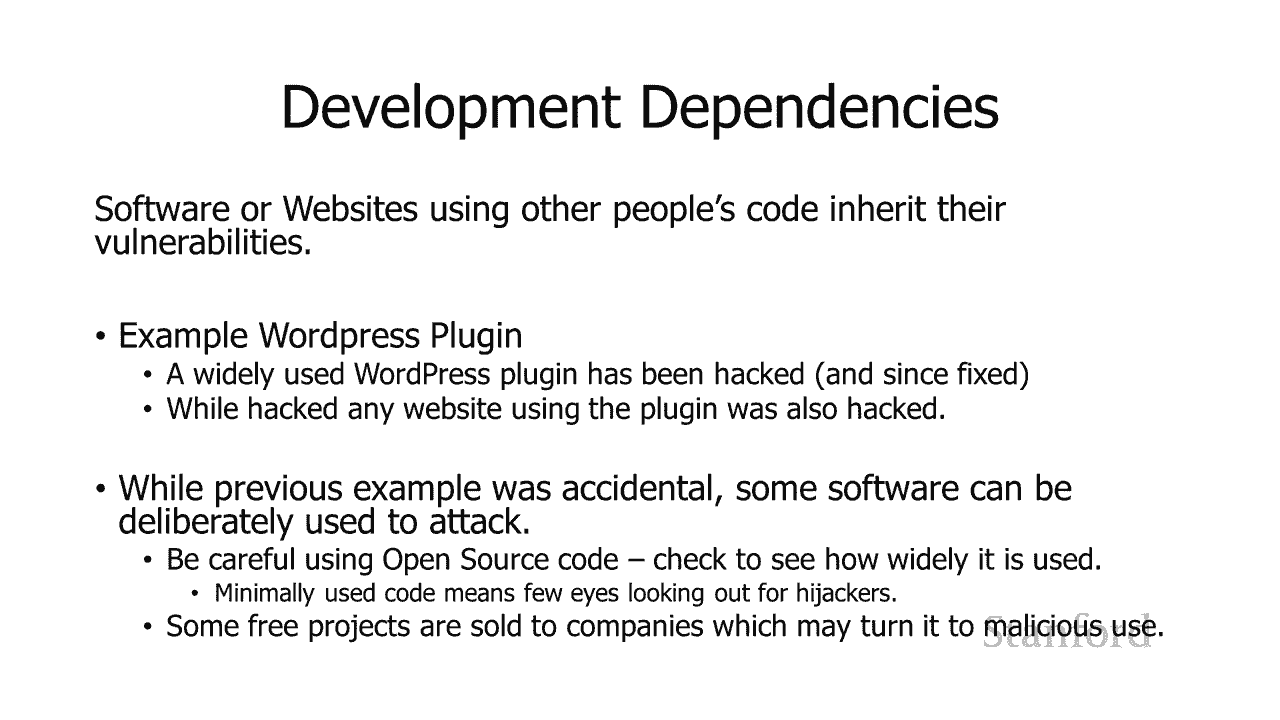 Development Dependencies
Software or Websites using other people’s code inherit their
vulnerabilities.
• Example Wordpress Plugin
• A widely used WordPress plugin has been hacked (and since fixed)
• While hacked any website using the plugin was also hacked.
• While previous example was accidental, some software can be
deliberately used to attack.
• Be careful using Open Source code – check to see how widely it is used.
• Minimally used code means few eyes looking out for hijackers.
• Some free projects are sold to companies which may turn it to malicious use.
Stanford